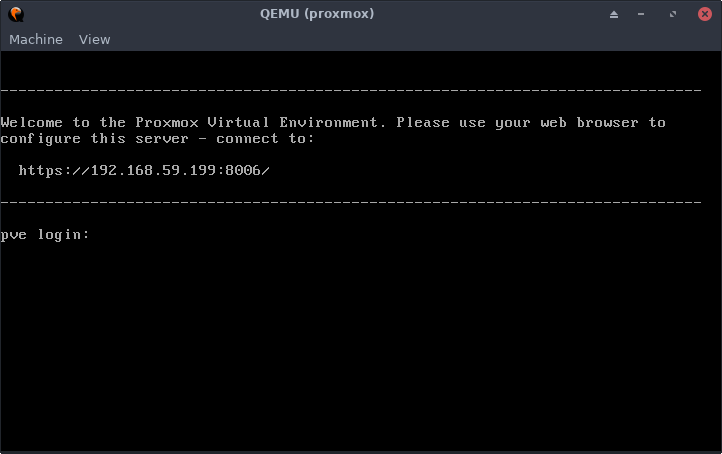 QEMU (proxmox)
Machine View
--------------------------------------------------------------------------------
Welcome to the Proxmox Virtual Environment. Please use your web browser to
configure this server - connect to:
https://192.168.59.199:8006/
--------------------------------------------------------------------------------
pve login: